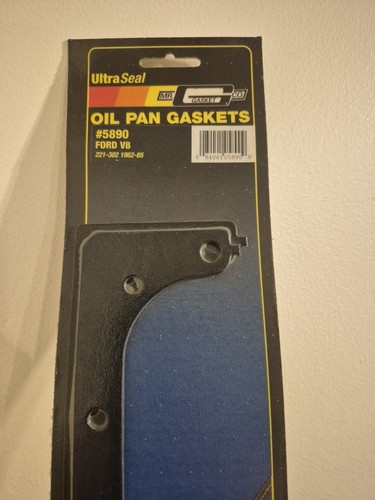 UltraSeal
MR. GASKET CO.
OIL PAN GASKETS
#5890
FORD V8
221-302 1962-85